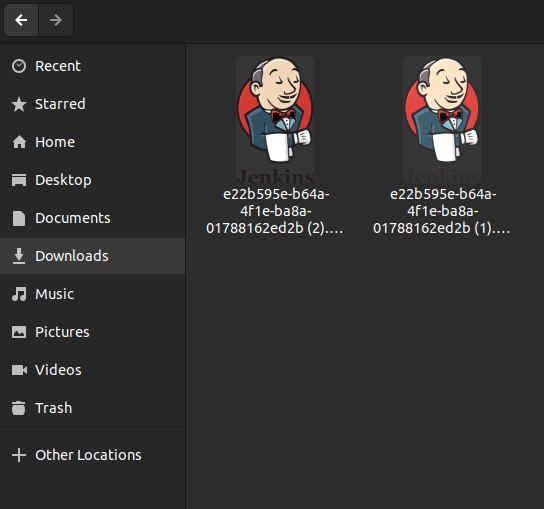 Recent
Starred
Home
Desktop
Documents
Downloads
Music
Pictures
Videos
Trash
Other Locations
Jenkins
e22b595e-b64a-
4f1e-ba8a-
01788162ed2b (2)....
Jenkins
e22b595e-b64a-
4f1e-ba8a-
01788162ed2b (1)....